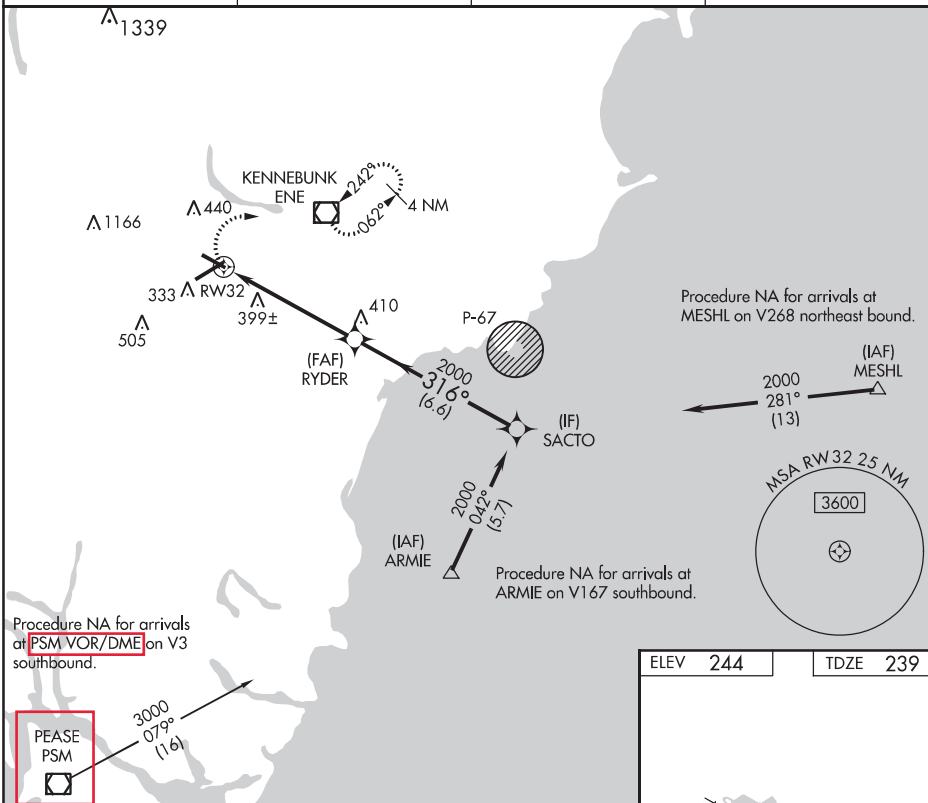 1339
KENNEBUNK
ENE
242°
062°
4 NM
440
1166
333
RW32
399±
505
410
P-67
(FAF)
RYDER
2000
316°
(6.6)
(IF)
SACTO
Procedure NA for arrivals at
MESHL on V268 northeast bound.
(IAF)
MESHL
2000
281°
(13)
MSA RW 32 25 NM
3600
2000
042°
(5.7)
(IAF)
ARMIE
Procedure NA for arrivals at
ARMIE on V167 southbound.
Procedure NA for arrivals
at PSM VOR/DME on V3
southbound.
3000
079°
(16)
PEASE
PSM
ELEV 244
TDZE 239